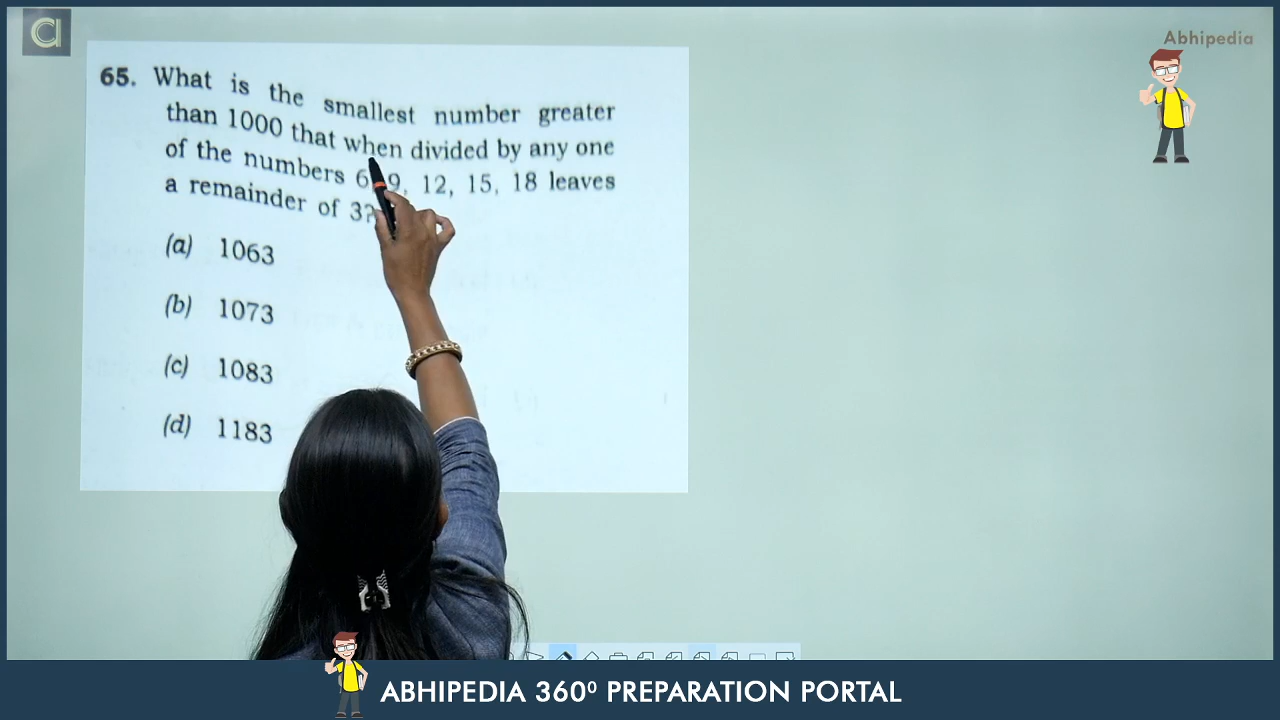 Abhipedia
65. What is the smallest number greater
than 1000 that when divided by any one
of the numbers 6, 9, 12, 15, 18 leaves
a remainder of 3?
(a) 1063
(b) 1073
(c) 1083
(d) 1183
ABHIPEDIA 360⁰ PREPARATION PORTAL